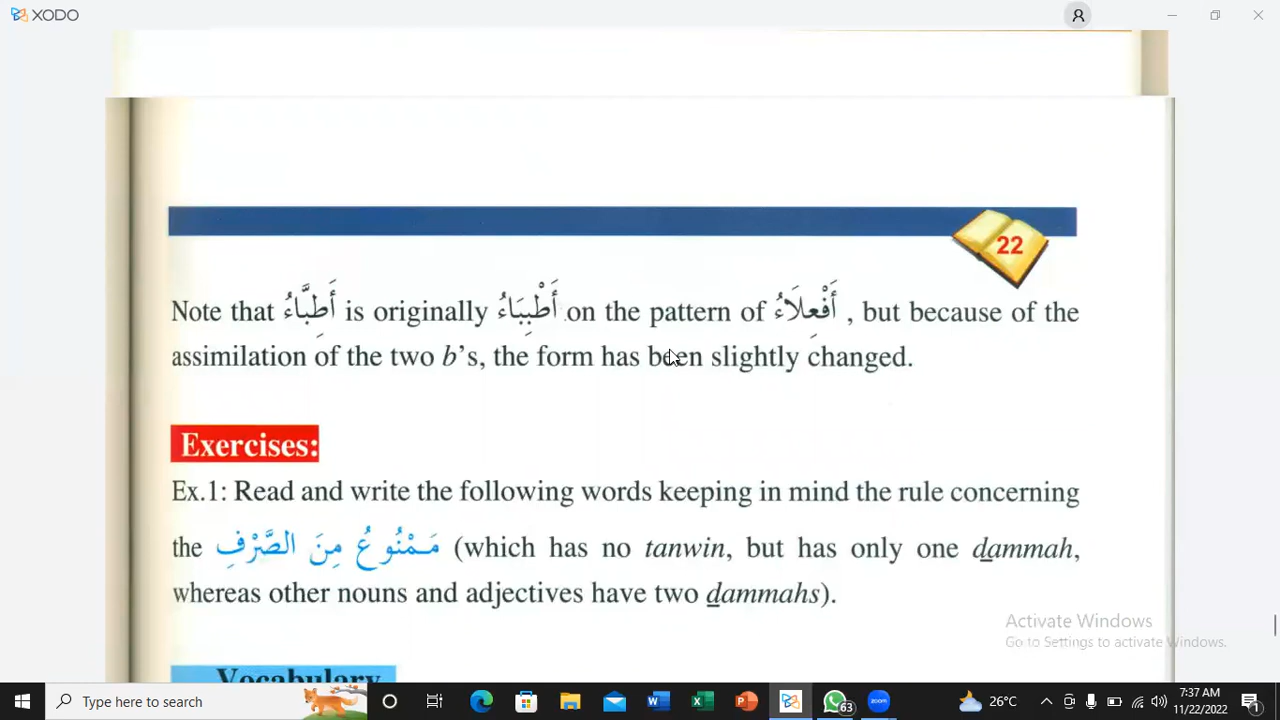 XODO
22
Note that أَطِبَّاءُ is originally أَطْبِبَاءُ on the pattern of أَفْعِلَاءُ , but because of the
assimilation of the two b's, the form has been slightly changed.
Exercises:
Ex.1: Read and write the following words keeping in mind the rule concerning
the مَـمْنُوعُ مِنَ الصَّرْفِ (which has no tanwin, but has only one dammah,
whereas other nouns and adjectives have two dammahs).
Activate Windows
Go to Settings to activate Windows.
Vocabulary
Type here to search
63
zoom
26°C
7:37 AM
11/22/2022
1